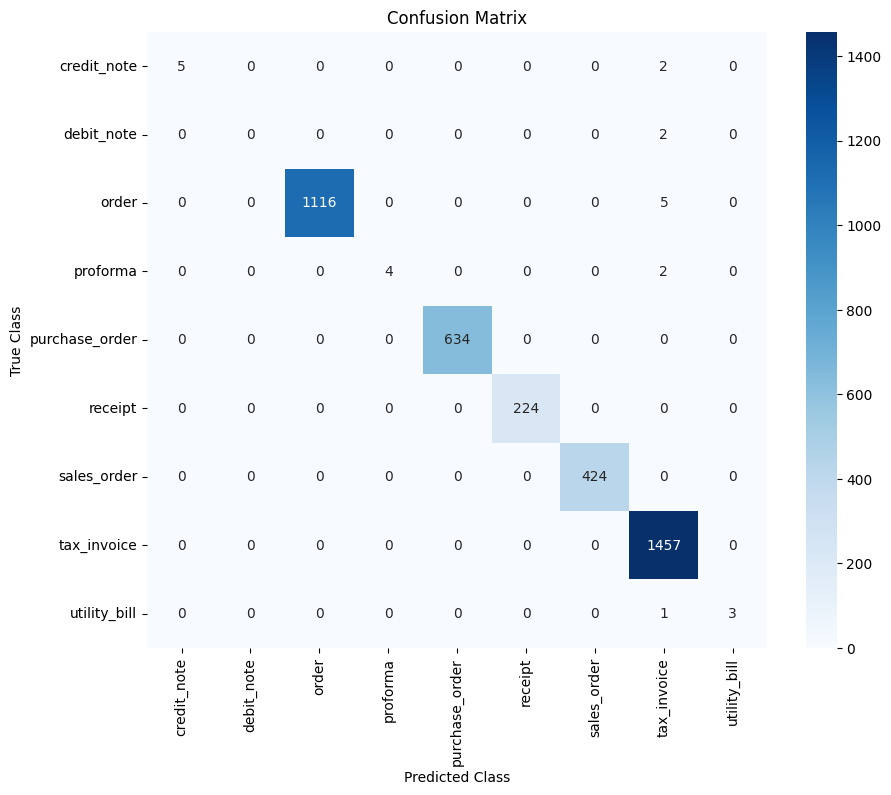 Confusion Matrix
credit_note 5 0 0 0 0 0 0 2 0
debit_note 0 0 0 0 0 0 0 2 0
order 0 0 1116 0 0 0 0 5 0
proforma 0 0 0 4 0 0 0 2 0
purchase_order 0 0 0 0 634 0 0 0 0
receipt 0 0 0 0 0 224 0 0 0
sales_order 0 0 0 0 0 0 424 0 0
tax_invoice 0 0 0 0 0 0 0 1457 0
utility_bill 0 0 0 0 0 0 0 1 3
True Class
credit_note debit_note order proforma purchase_order receipt sales_order tax_invoice utility_bill
Predicted Class
1400
1200
1000
800
600
400
200
0